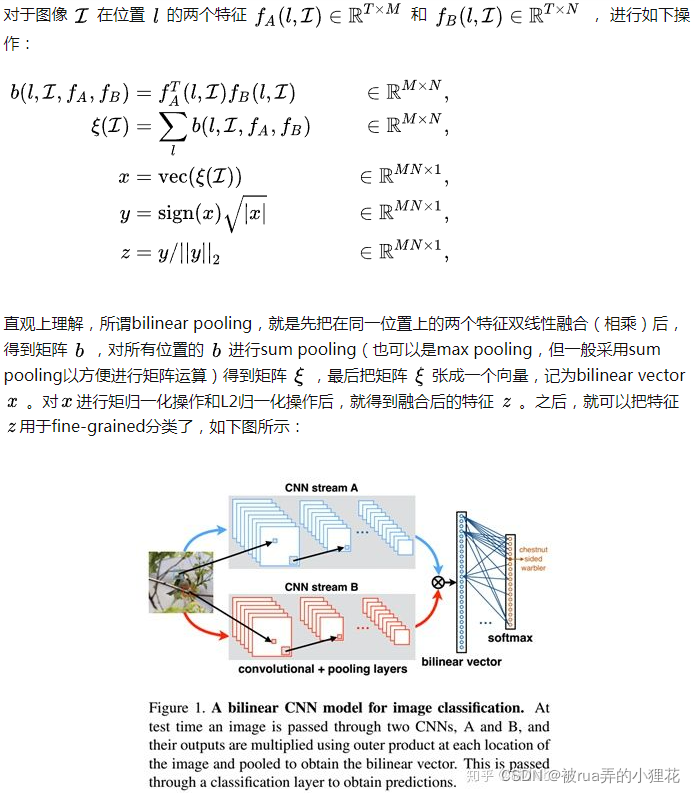 对于图像 $\mathcal{I}$ 在位置 $l$ 的两个特征 $f_A(l,\mathcal{I}) \in \mathbb{R}^{T \times M}$ 和 $f_B(l,\mathcal{I}) \in \mathbb{R}^{T \times N}$ ，进行如下操
作：
$b(l,\mathcal{I},f_A,f_B) = f_A^T(l,\mathcal{I})f_B(l,\mathcal{I}) \quad \in \mathbb{R}^{M \times N},$
$\xi(\mathcal{I}) = \sum_l b(l,\mathcal{I},f_A,f_B) \quad \in \mathbb{R}^{M \times N},$
$x = \mathrm{vec}(\xi(\mathcal{I})) \quad \in \mathbb{R}^{MN \times 1},$
$y = \mathrm{sign}(x)\sqrt{|x|} \quad \in \mathbb{R}^{MN \times 1},$
$z = y/||y||_2 \quad \in \mathbb{R}^{MN \times 1},$
直观上理解，所谓bilinear pooling，就是先把在同一位置上的两个特征双线性融合（相乘）后，
得到矩阵 $b$ ，对所有位置的 $b$ 进行sum pooling（也可以是max pooling，但一般采用sum
pooling以方便进行矩阵运算）得到矩阵 $\xi$ ，最后把矩阵 $\xi$ 张成一个向量，记为bilinear vector
$x$ 。对 $x$ 进行矩归一化操作和L2归一化操作后，就得到融合后的特征 $z$ 。之后，就可以把特征
$z$ 用于fine-grained分类了，如下图所示：
CNN stream A
CNN stream B
convolutional + pooling layers
bilinear vector
softmax
chestnut
sided
warbler
Figure 1. A bilinear CNN model for image classification. At
test time an image is passed through two CNNs, A and B, and
their outputs are multiplied using outer product at each location of
the image and pooled to obtain the bilinear vector. This is passed
through a classification layer to obtain predictions.
知乎
CSDN @被rua弄的小狸花